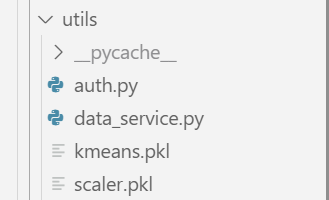 utils
__pycache__
auth.py
data_service.py
kmeans.pkl
scaler.pkl